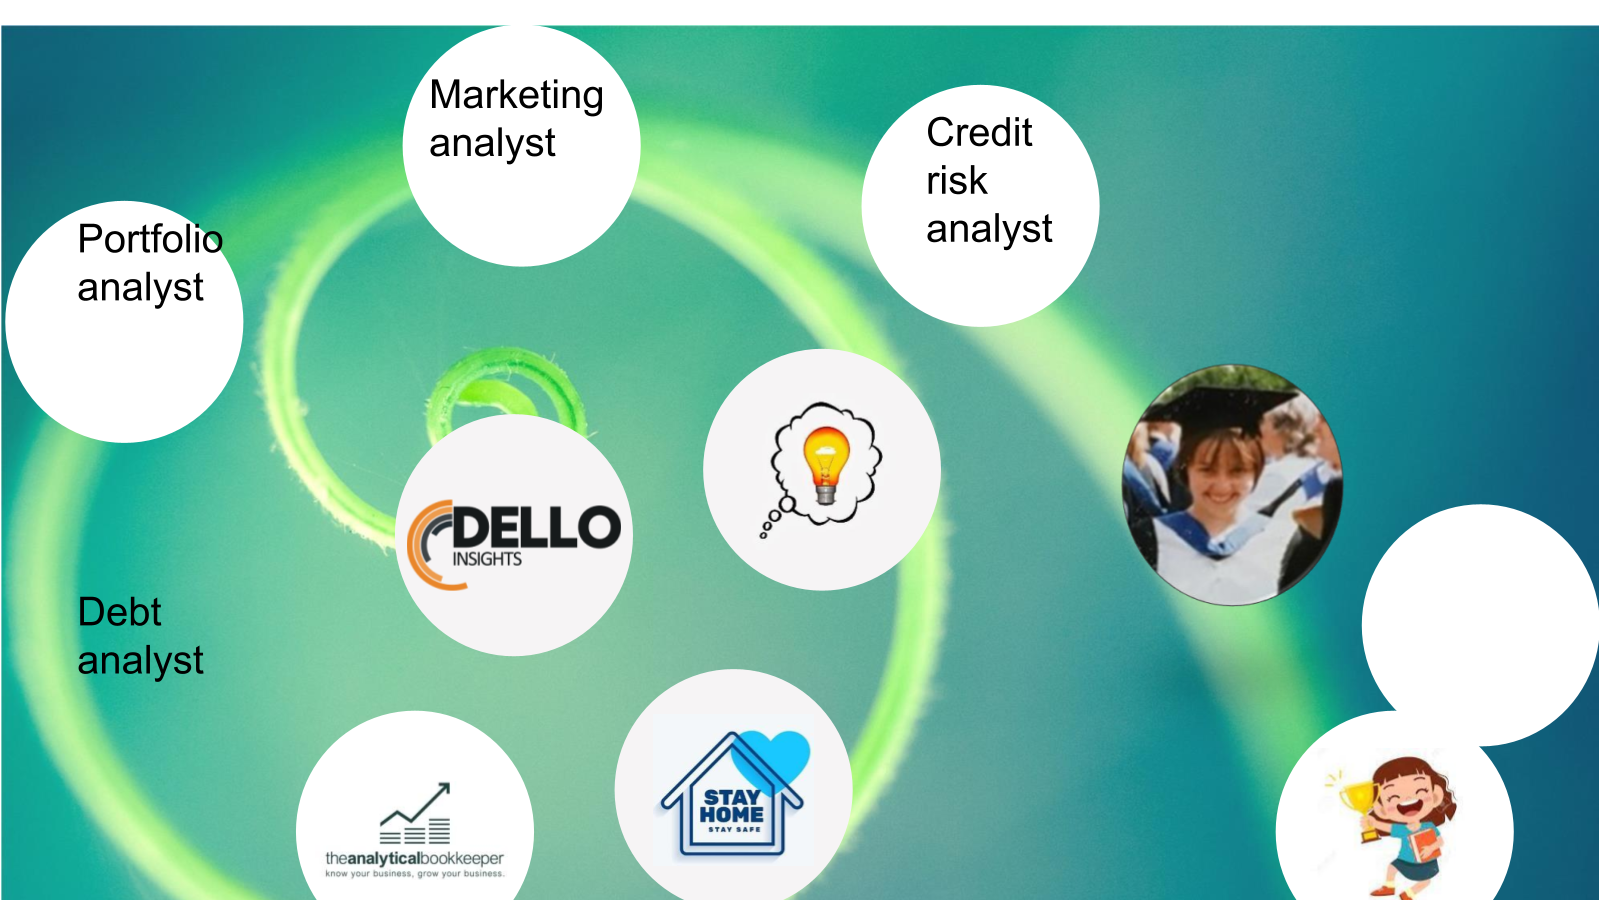 Marketing
analyst
Credit
risk
analyst
Portfolio
analyst
DELLO
INSIGHTS
Debt
analyst
STAY
HOME
STAY SAFE
theanalyticalbookkeeper
know your business, grow your business.